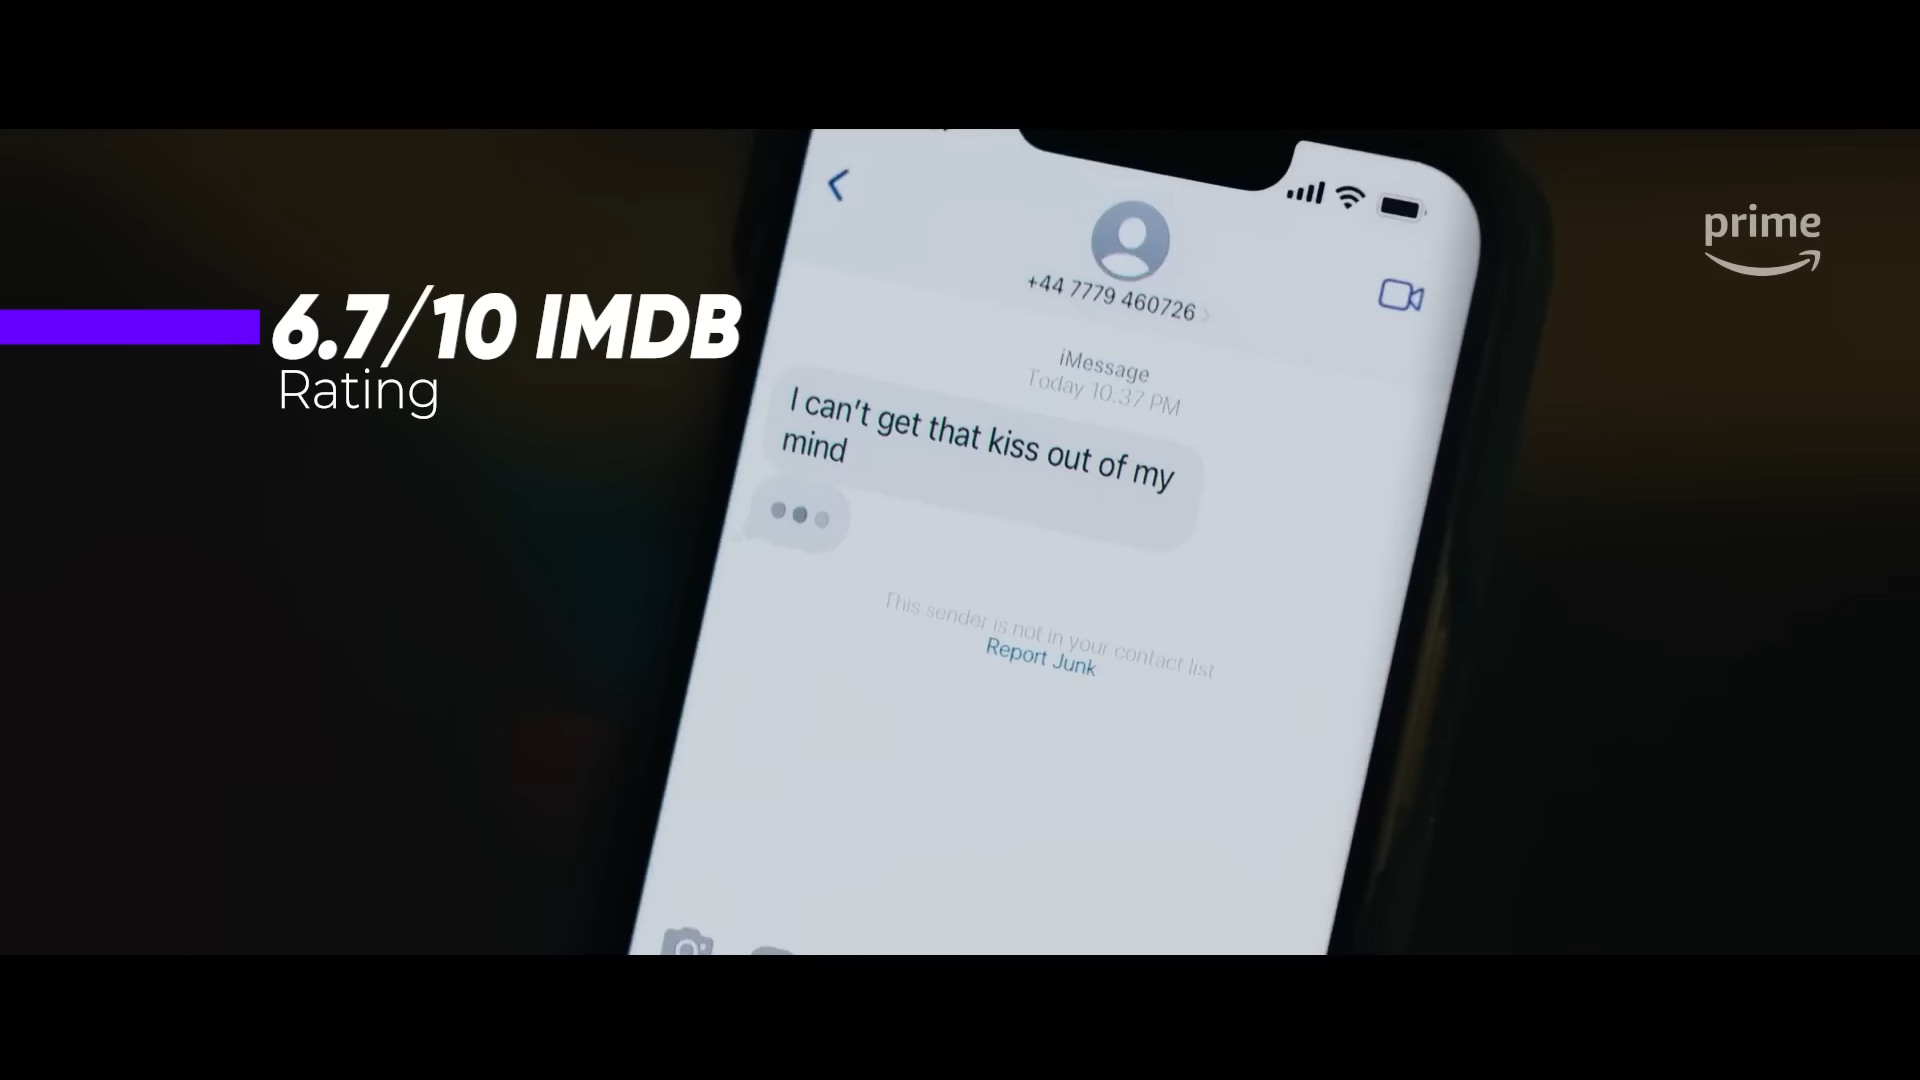 prime
6.7/10 IMDB
Rating
+44 7779 460726
iMessage
Today 10.37 PM
I can't get that kiss out of my
mind
This sender is not in your contact list
Report Junk